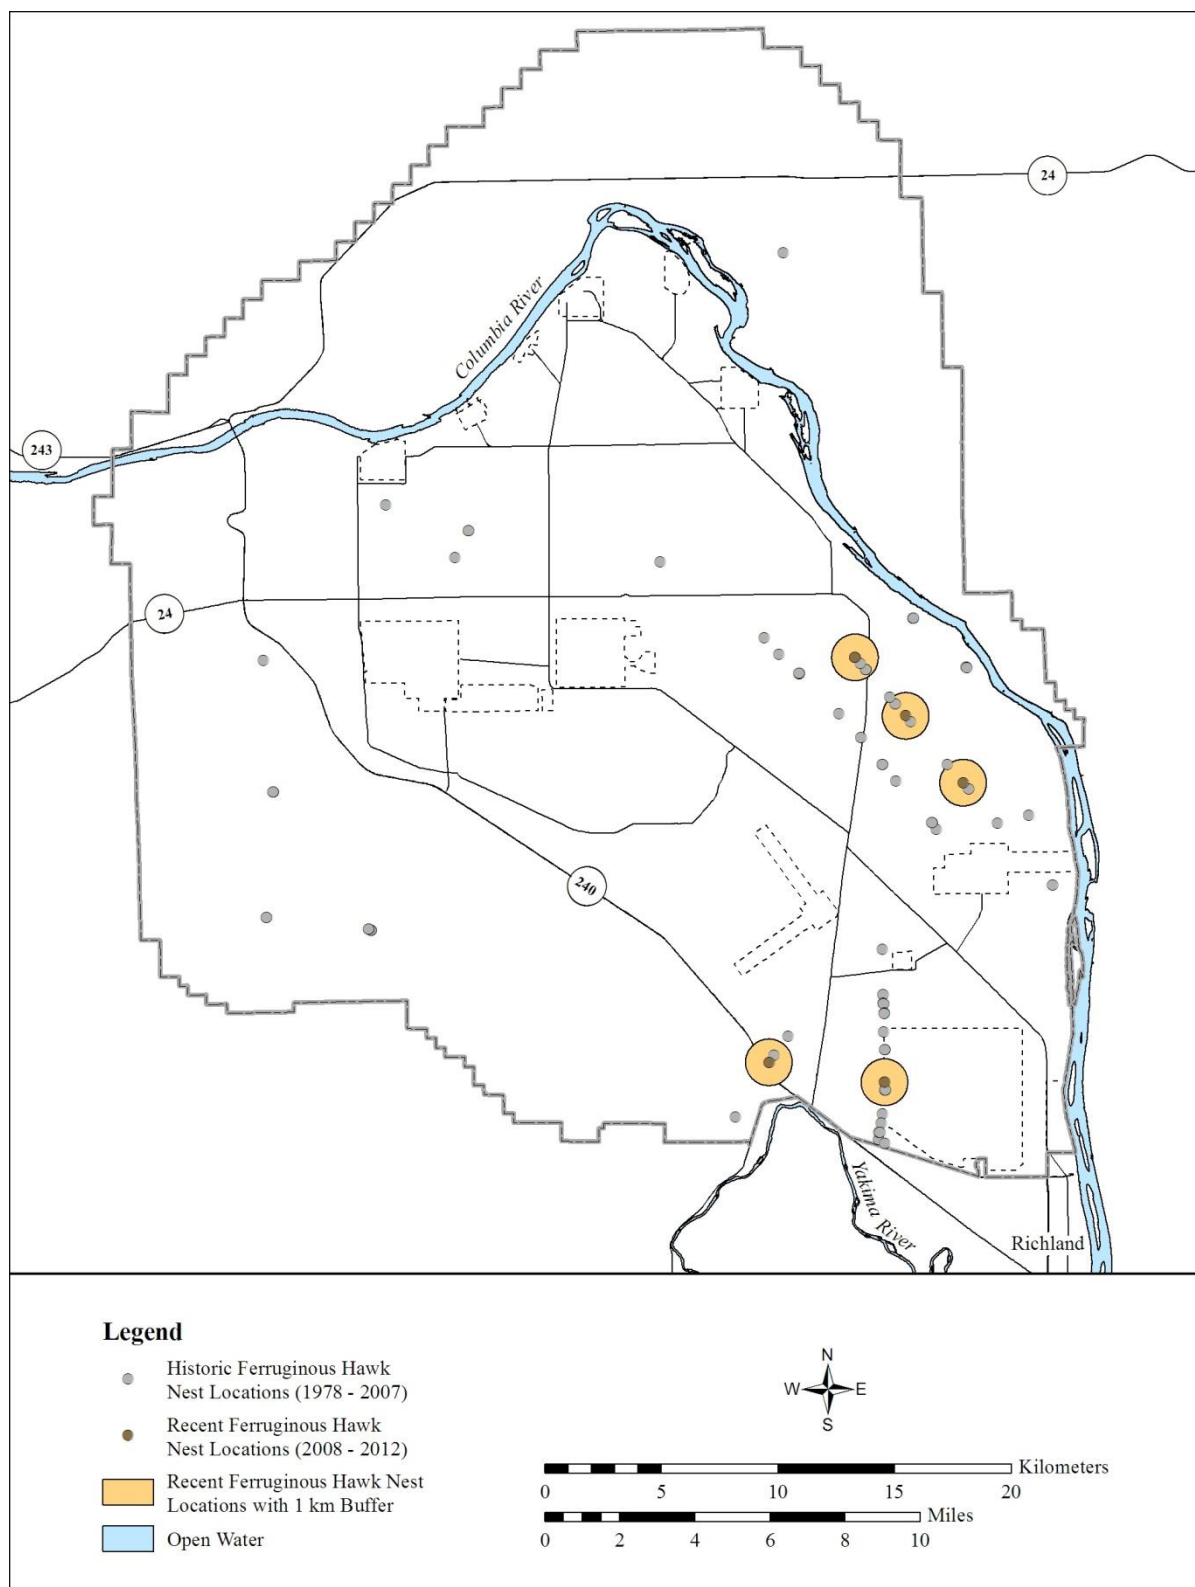 24
Columbia River
243
24
240
Yakima River
Richland
Legend
Historic Ferruginous Hawk
Nest Locations (1978 - 2007)
Recent Ferruginous Hawk
Nest Locations (2008 - 2012)
Recent Ferruginous Hawk Nest
Locations with 1 km Buffer
Open Water
N
W E
S
Kilometers
0 5 10 15 20
Miles
0 2 4 6 8 10